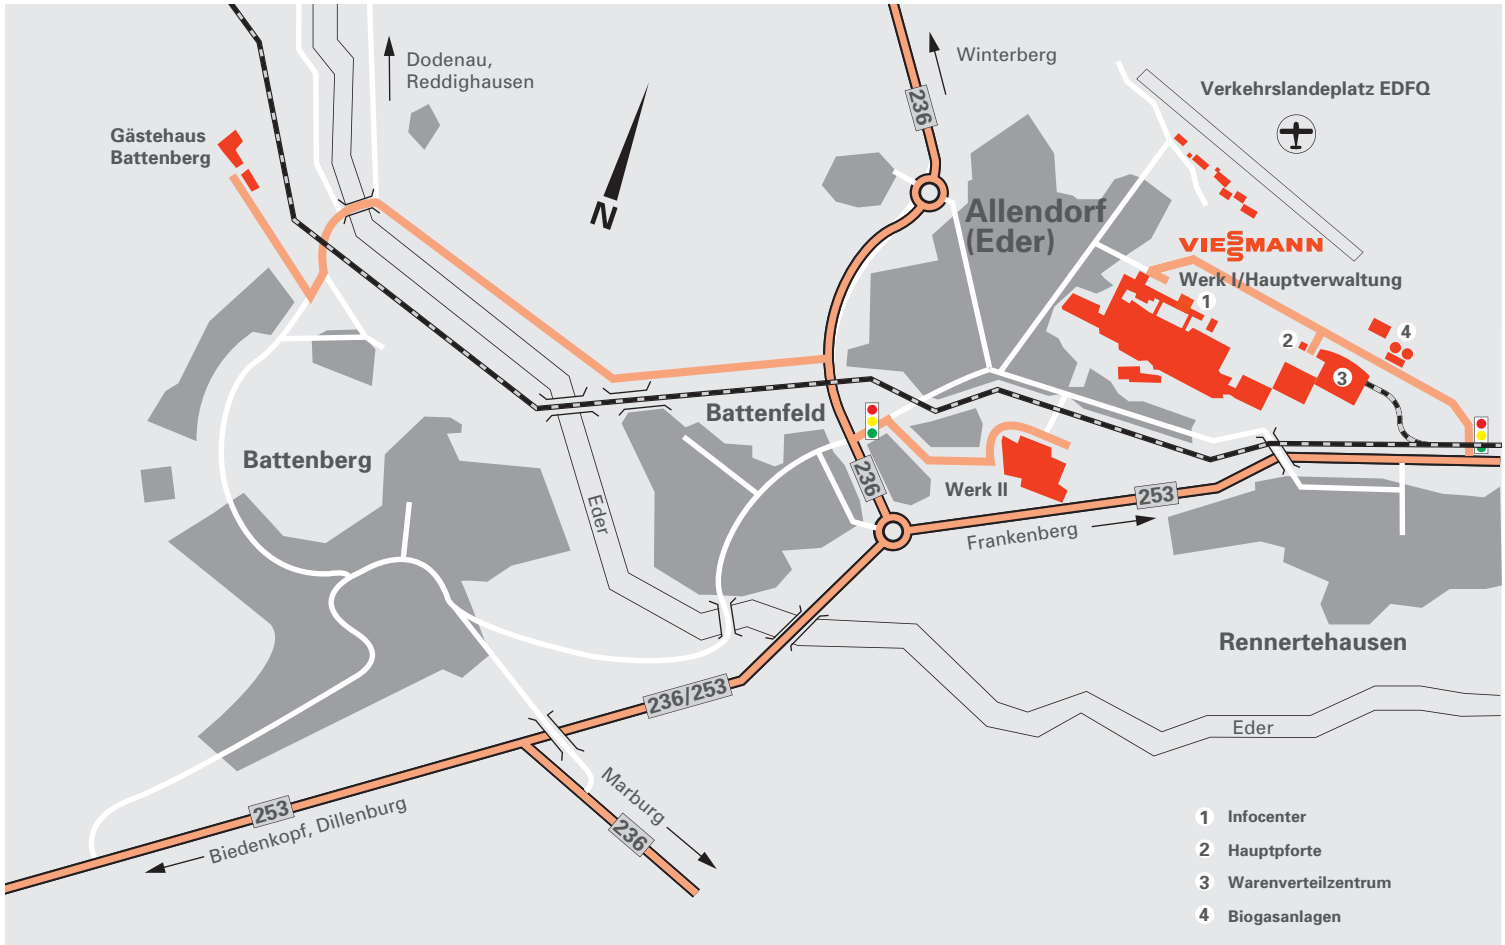 Dodenau,
Reddighausen
Winterberg
Verkehrslandeplatz EDFQ
236
Gästehaus
Battenberg
N
Allendorf
(Eder)
VIESSMANN
Werk I/Hauptverwaltung
1
2
4
3
Battenfeld
Battenberg
236
Werk II
253
Eder
Frankenberg
Rennertehausen
236/253
Eder
Marburg
253
Biedenkopf, Dillenburg
236
1 Infocenter
2 Hauptpforte
3 Warenverteilzentrum
4 Biogasanlagen